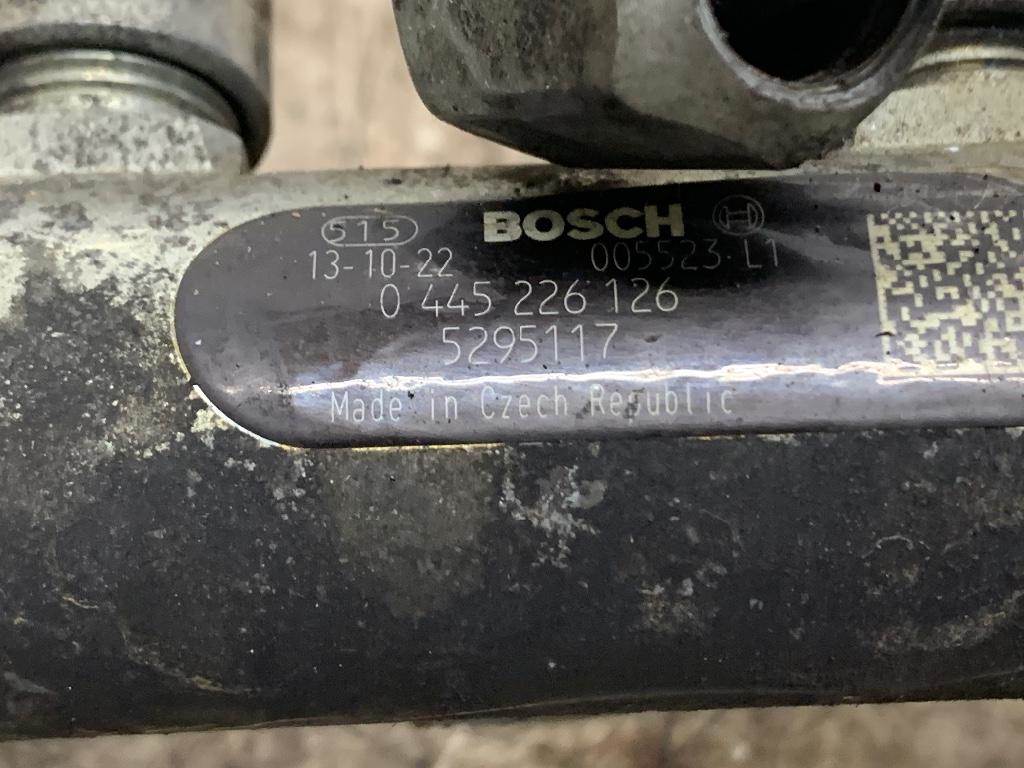 515 BOSCH
13-10-22 005523 L1
0 445 226 126
5295117
Made in Czech Republic